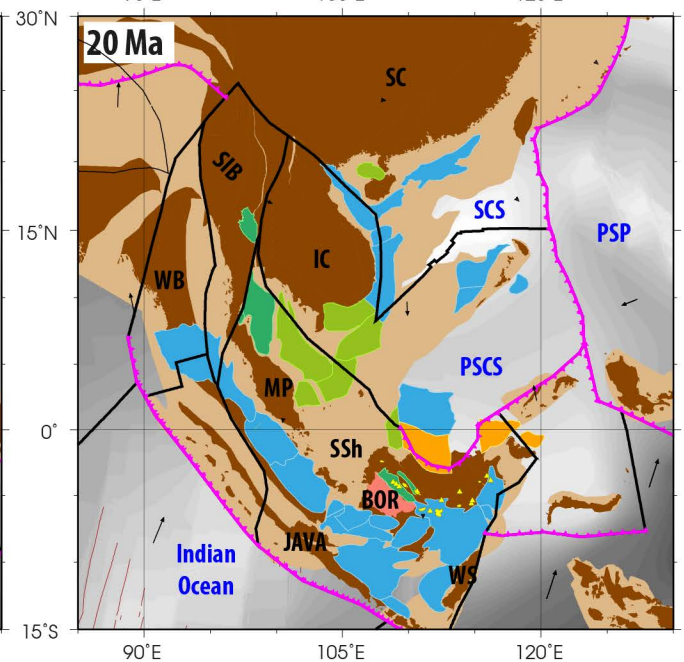 30°N
20 Ma
SC
SIB
15°N
SCS
PSP
IC
WB
PSCS
MP
0°
SSh
BOR
JAVA
Indian
Ocean
WS
15°S
90°E
105°E
120°E